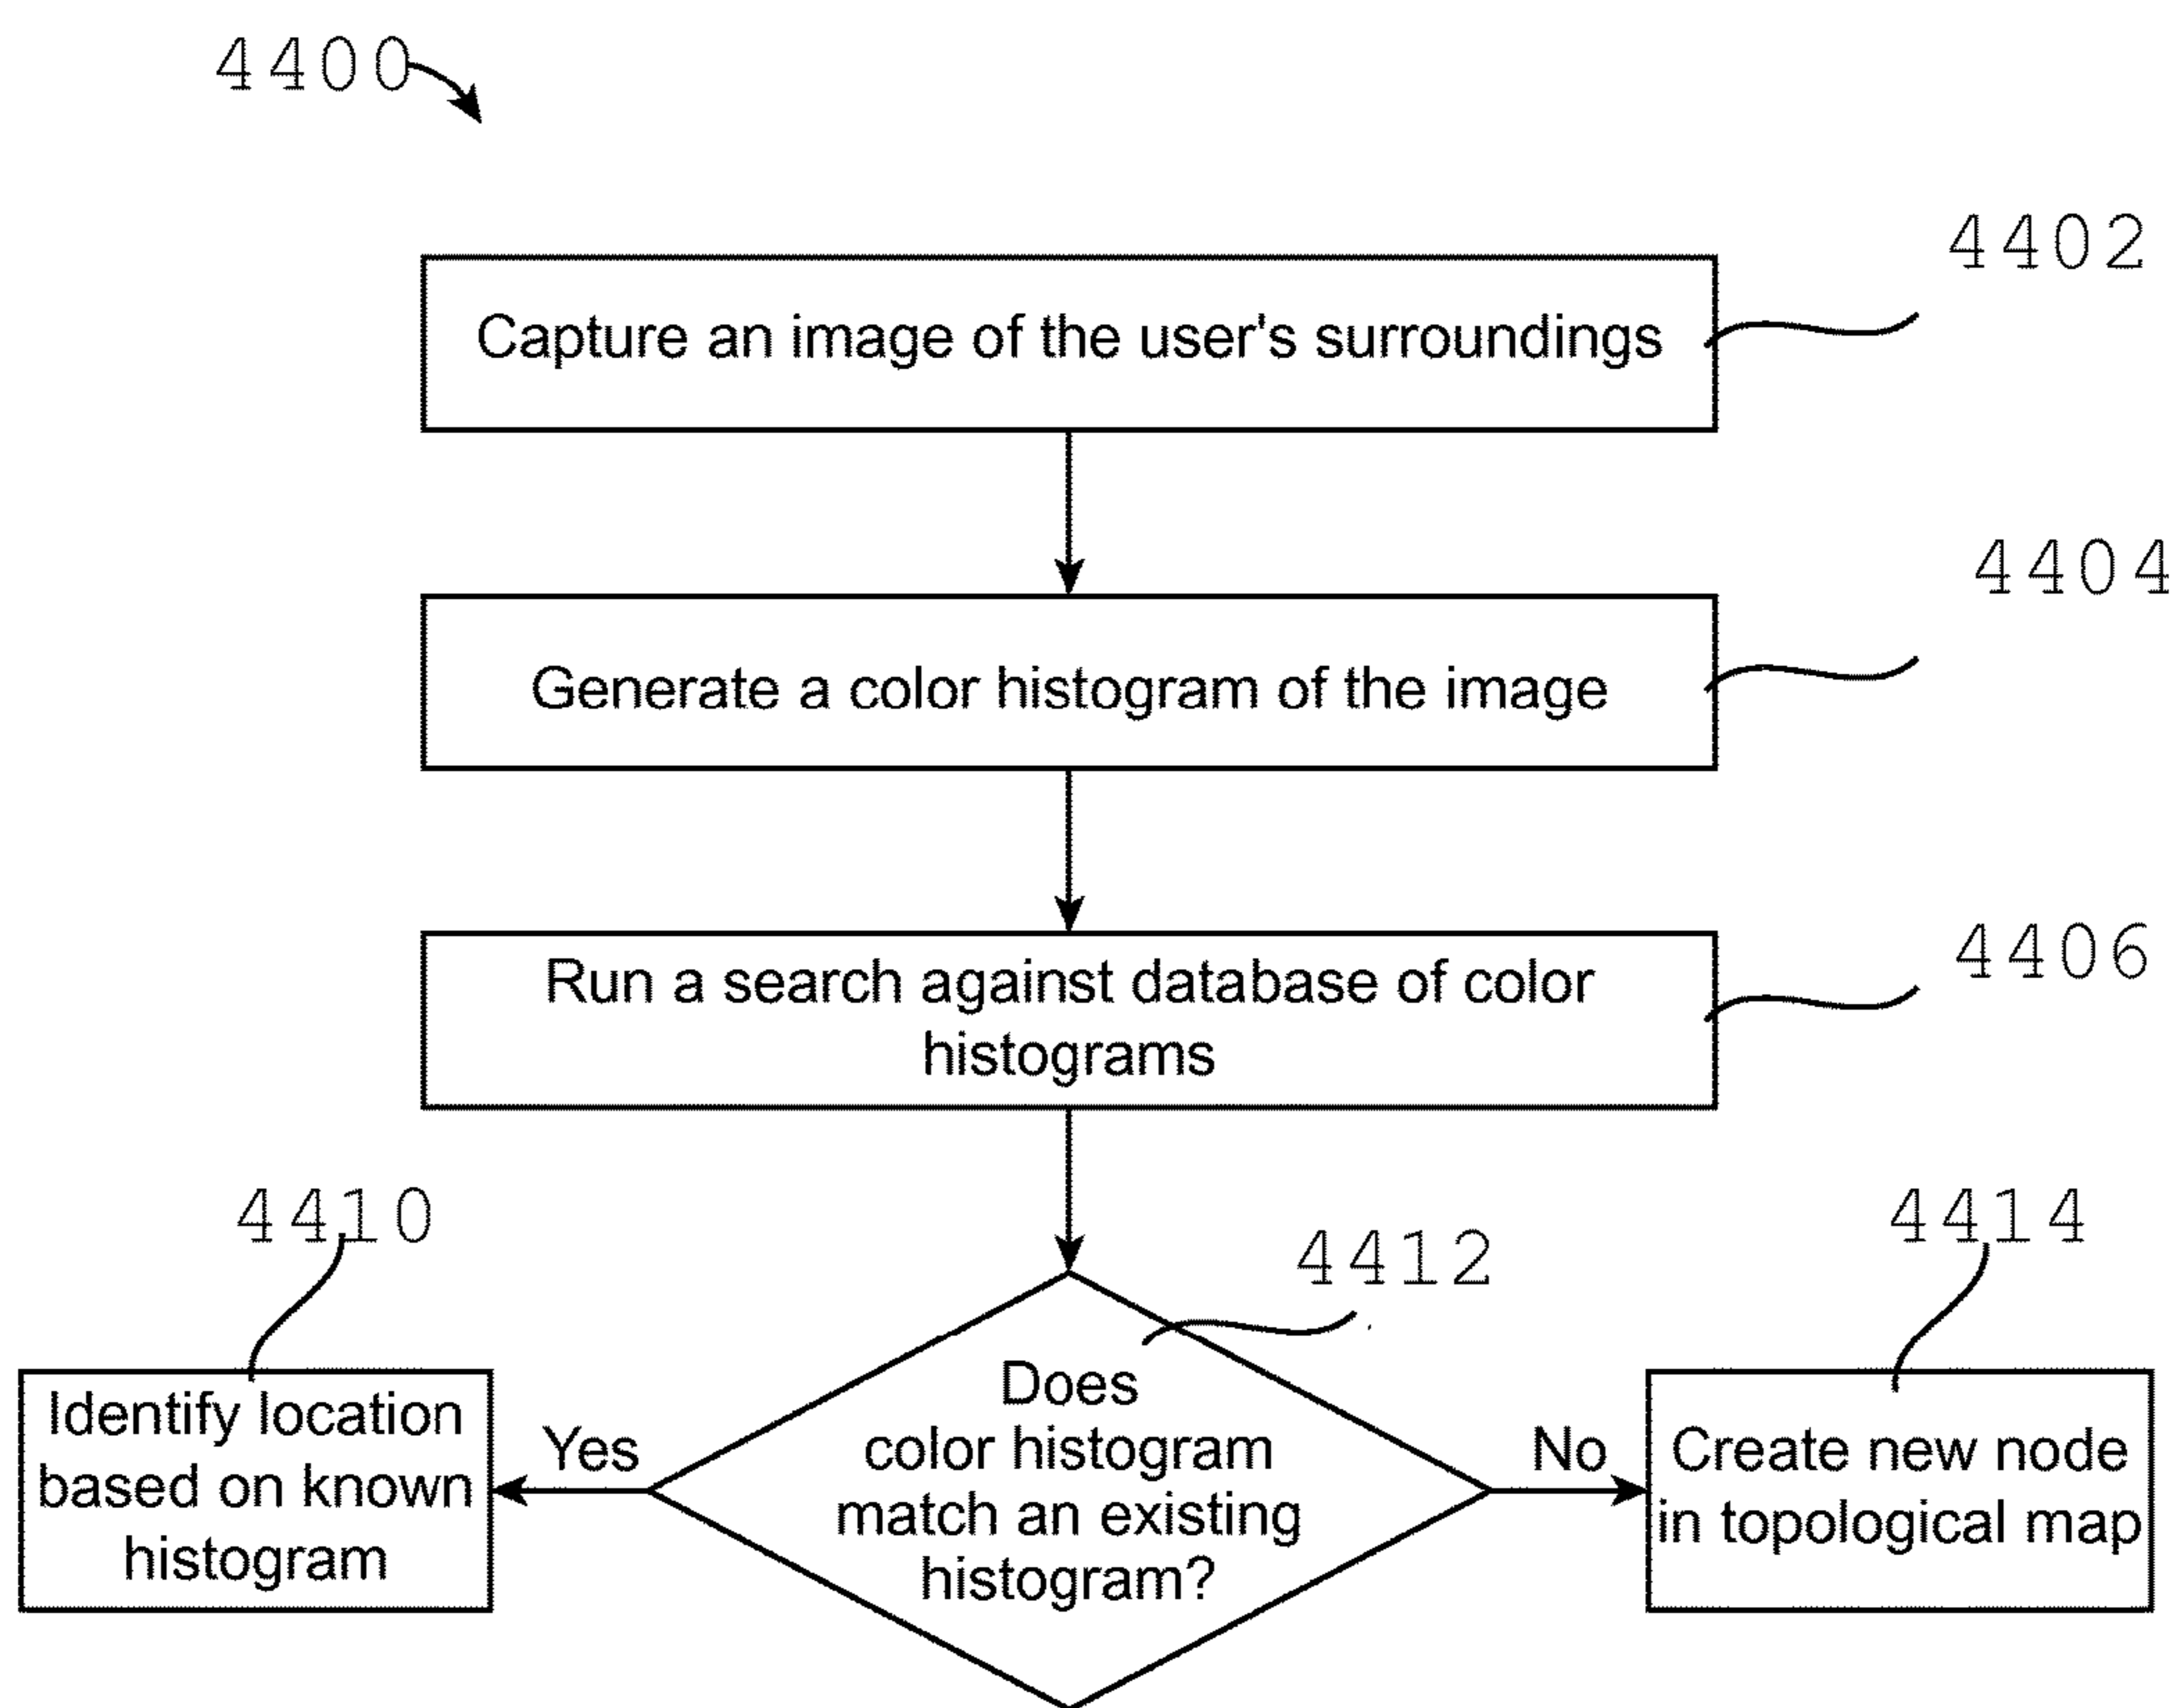 4400
4402
Capture an image of the user's surroundings
4404
Generate a color histogram of the image
4406
Run a search against database of color
histograms
4410
4412
4414
Identify location
based on known
histogram
Yes
Does
color histogram
match an existing
histogram?
No
Create new node
in topological map